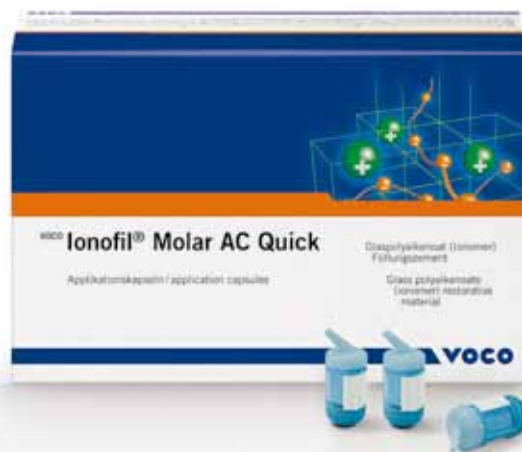 voco Ionofil® Molar AC Quick
Applikationskapseln / application capsules
Glaspolyalkenoat (ionomer)
Füllungszement
Glass polyalkenoate
(ionomer) restorative
material
VOCO